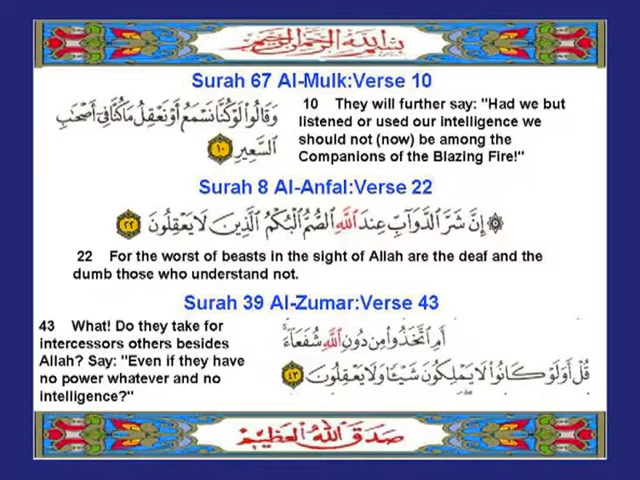 بسم الله الرحمن الرحيم
Surah 67 Al-Mulk:Verse 10
وَقَالُوا لَوْ كُنَّا نَسْمَعُ أَوْ نَعْقِلُ مَا كُنَّا فِي أَصْحَابِ
السَّعِيرِ ١٠
10 They will further say: "Had we but
listened or used our intelligence we
should not (now) be among the
Companions of the Blazing Fire!"
Surah 8 Al-Anfal:Verse 22
۞ إِنَّ شَرَّ الدَّوَابِّ عِندَ اللَّهِ الصُّمُّ الْبُكْمُ الَّذِينَ لَا يَعْقِلُونَ ٢٢
22 For the worst of beasts in the sight of Allah are the deaf and the
dumb those who understand not.
Surah 39 Al-Zumar:Verse 43
43 What! Do they take for
intercessors others besides
Allah? Say: "Even if they have
no power whatever and no
intelligence?"
أَمِ اتَّخَذُوا مِن دُونِ اللَّهِ شُفَعَاءَ
قُلْ أَوَلَوْ كَانُوا لَا يَمْلِكُونَ شَيْئًا وَلَا يَعْقِلُونَ ٤٣
صدق الله العظيم